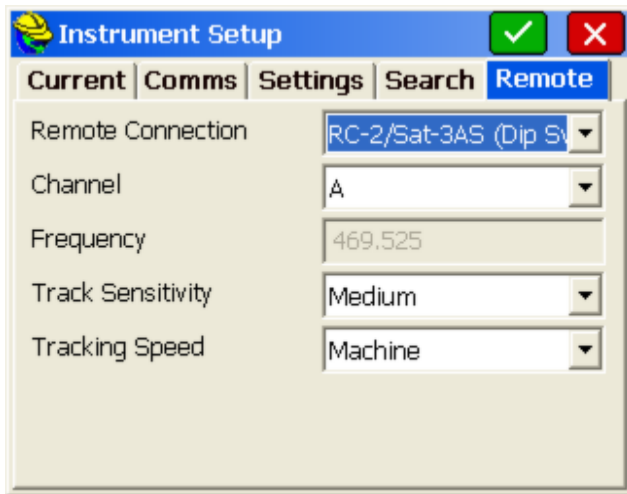 Instrument Setup
Current Comms Settings Search Remote
Remote Connection RC-2/Sat-3AS (Dip
Channel A
Frequency 469.525
Track Sensitivity Medium
Tracking Speed Machine